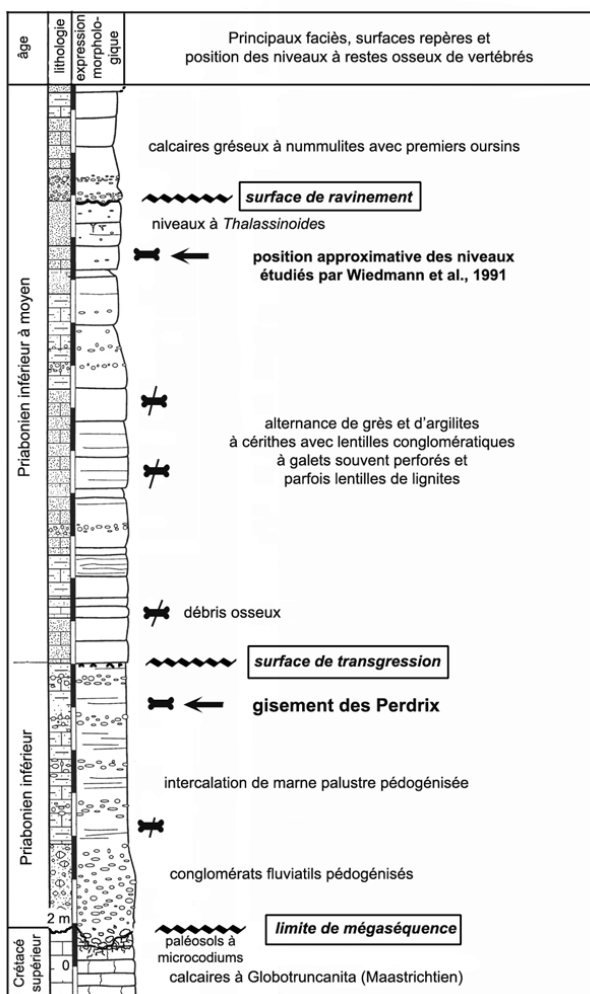 âge
lithologie
expression
morpholo-
gique
Principaux faciès, surfaces repères et
position des niveaux à restes osseux de vertébrés
calcaires gréseux à nummulites avec premiers oursins
surface de ravinement
niveaux à Thalassinoides
position approximative des niveaux
étudiés par Wiedmann et al., 1991
Priabonien inférieur à moyen
alternance de grès et d'argilites
à cérithes avec lentilles conglomératiques
à galets souvent perforés et
parfois lentilles de lignites
débris osseux
surface de transgression
gisement des Perdrix
Priabonien inférieur
intercalation de marne palustre pédogénisée
conglomérats fluviatils pédogénisés
2 m
limite de mégaséquence
paléosols à
microcodiums
Crétacé
supérieur
0
calcaires à Globotruncanita (Maastrichtien)